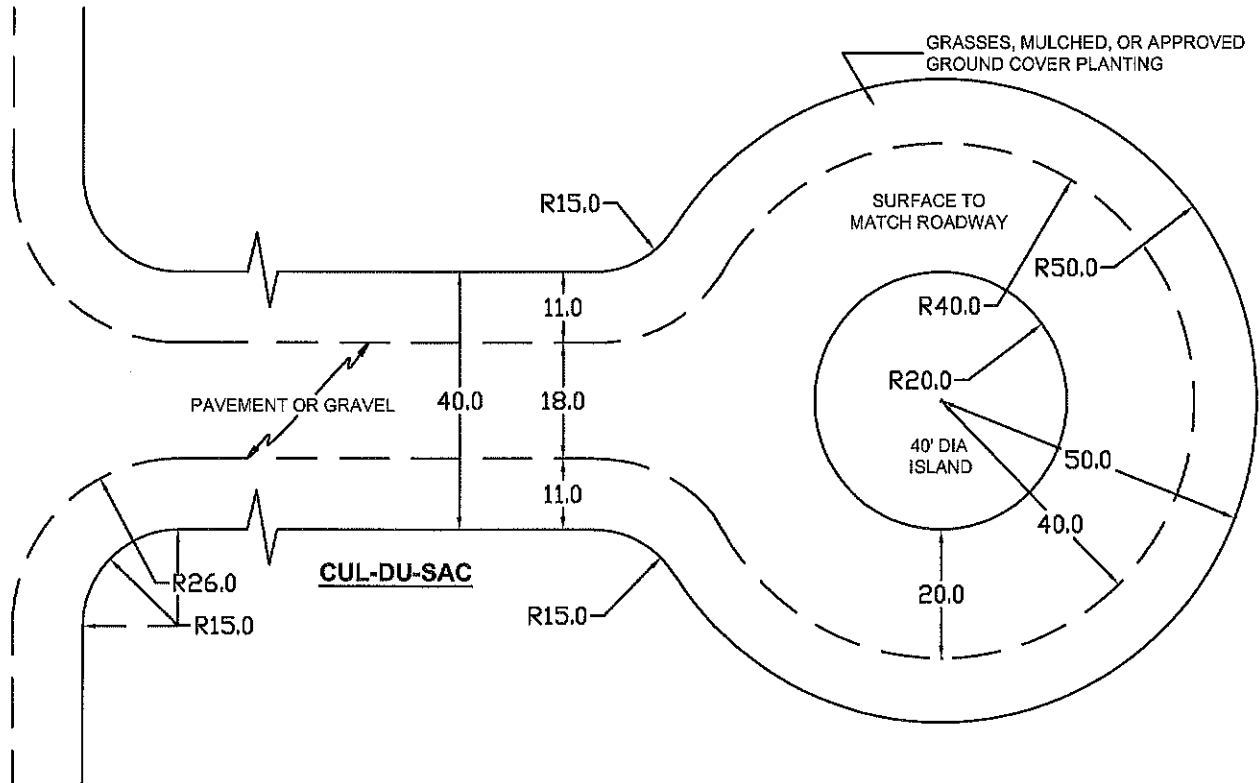 GRASSES, MULCHED, OR APPROVED
GROUND COVER PLANTING
R15.0
SURFACE TO
MATCH ROADWAY
R50.0
R40.0
11.0
R20.0
PAVEMENT OR GRAVEL
40.0
18.0
40' DIA
ISLAND
50.0
11.0
40.0
CUL-DU-SAC
R26.0
R15.0
R15.0
20.0